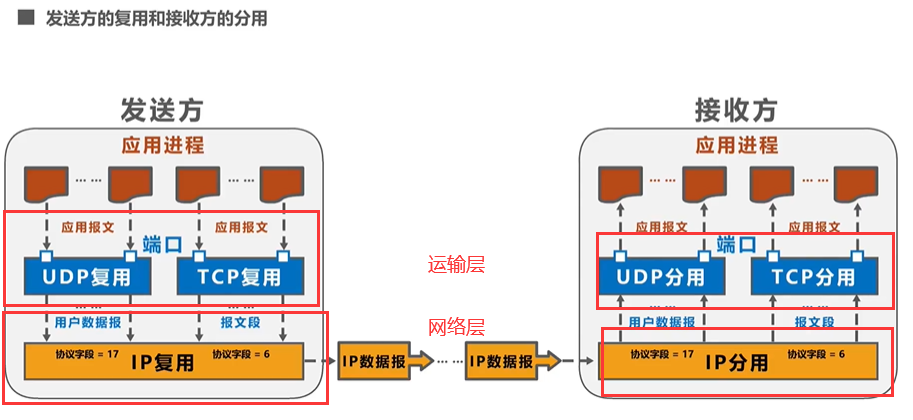 发送方的复用和接收方的分用
发送方
接收方
应用进程
应用进程
…… ……
…… ……
应用报文 应用报文
应用报文 应用报文
端口
端口
UDP复用 TCP复用
运输层
UDP分用 TCP分用
…… ……
…… ……
用户数据报 报文段
网络层
用户数据报 报文段
协议字段 = 17 IP复用 协议字段 = 6
IP数据报 …… IP数据报
协议字段 = 17 IP分用 协议字段 = 6